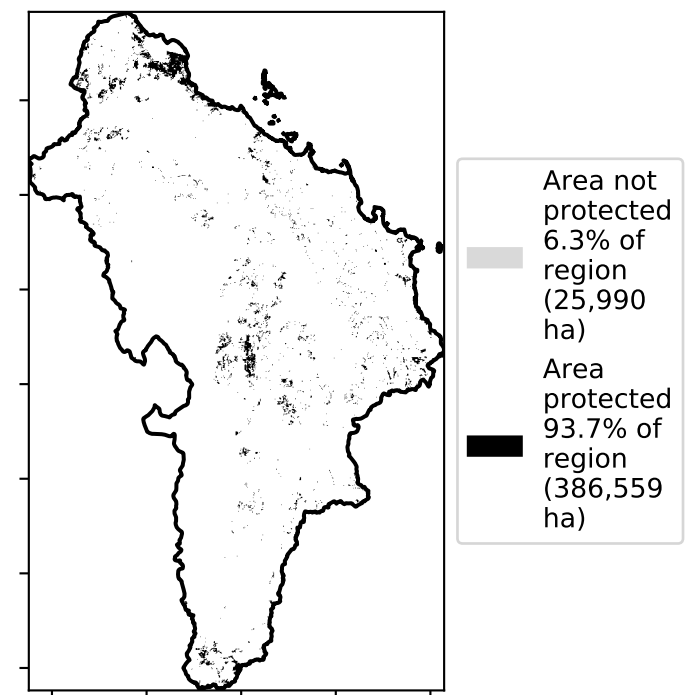 Area not
protected
6.3% of
region
(25,990
ha)
Area
protected
93.7% of
region
(386,559
ha)